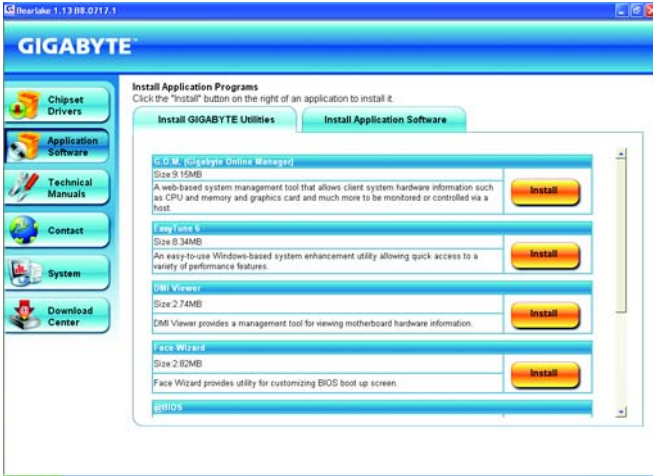 Bearlake 1.13 B8.0717.1
GIGABYTE™
Chipset
Drivers
Application
Software
Technical
Manuals
Contact
System
Download
Center
Install Application Programs
Click the "Install" button on the right of an application to install it.
Install GIGABYTE Utilities
Install Application Software
G.O.M. (Gigabyte Online Manager)
Size:9.15MB
A web-based system management tool that allows client system hardware information such
as CPU and memory and graphics card and much more to be monitored or controlled via a
host.
Install
EasyTune 6
Size:8.34MB
An easy-to-use Windows-based system enhancement utility allowing quick access to a
variety of performance features.
Install
DMI Viewer
Size:2.74MB
DMI Viewer provides a management tool for viewing motherboard hardware information.
Install
Face Wizard
Size:2.82MB
Face Wizard provides utility for customizing BIOS boot up screen.
Install
@BIOS